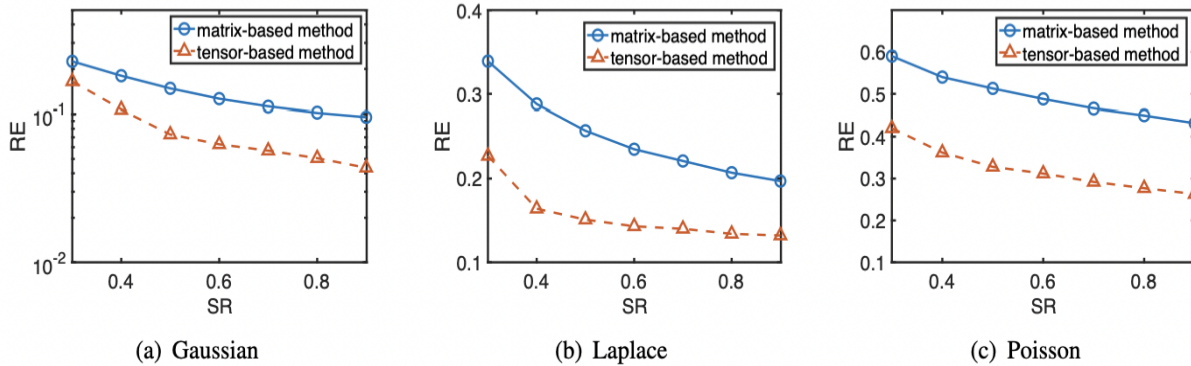 matrix-based method
tensor-based method
RE
10^-1
10^-2
0.4 0.6 0.8
SR
(a) Gaussian
matrix-based method
tensor-based method
RE
0.4
0.3
0.2
0.1
0.4 0.6 0.8
SR
(b) Laplace
matrix-based method
tensor-based method
RE
0.6
0.5
0.4
0.3
0.2
0.1
0.4 0.6 0.8
SR
(c) Poisson